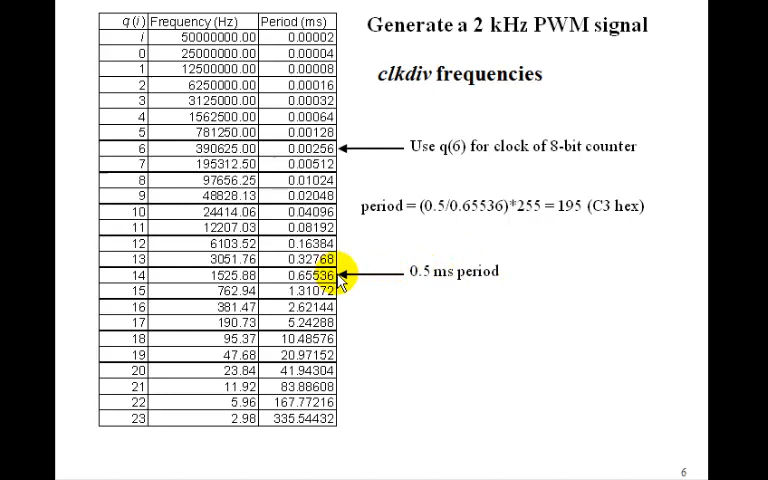 Generate a 2 kHz PWM signal
clkdiv frequencies
q(i) Frequency (Hz) Period (ms)
i 50000000.00 0.00002
0 25000000.00 0.00004
1 12500000.00 0.00008
2 6250000.00 0.00016
3 3125000.00 0.00032
4 1562500.00 0.00064
5 781250.00 0.00128
6 390625.00 0.00256
7 195312.50 0.00512
8 97656.25 0.01024
9 48828.13 0.02048
10 24414.06 0.04096
11 12207.03 0.08192
12 6103.52 0.16384
13 3051.76 0.32768
14 1525.88 0.65536
15 762.94 1.31072
16 381.47 2.62144
17 190.73 5.24288
18 95.37 10.48576
19 47.68 20.97152
20 23.84 41.94304
21 11.92 83.88608
22 5.96 167.77216
23 2.98 335.54432
Use q(6) for clock of 8-bit counter
period = (0.5/0.65536)*255 = 195 (C3 hex)
0.5 ms period
6